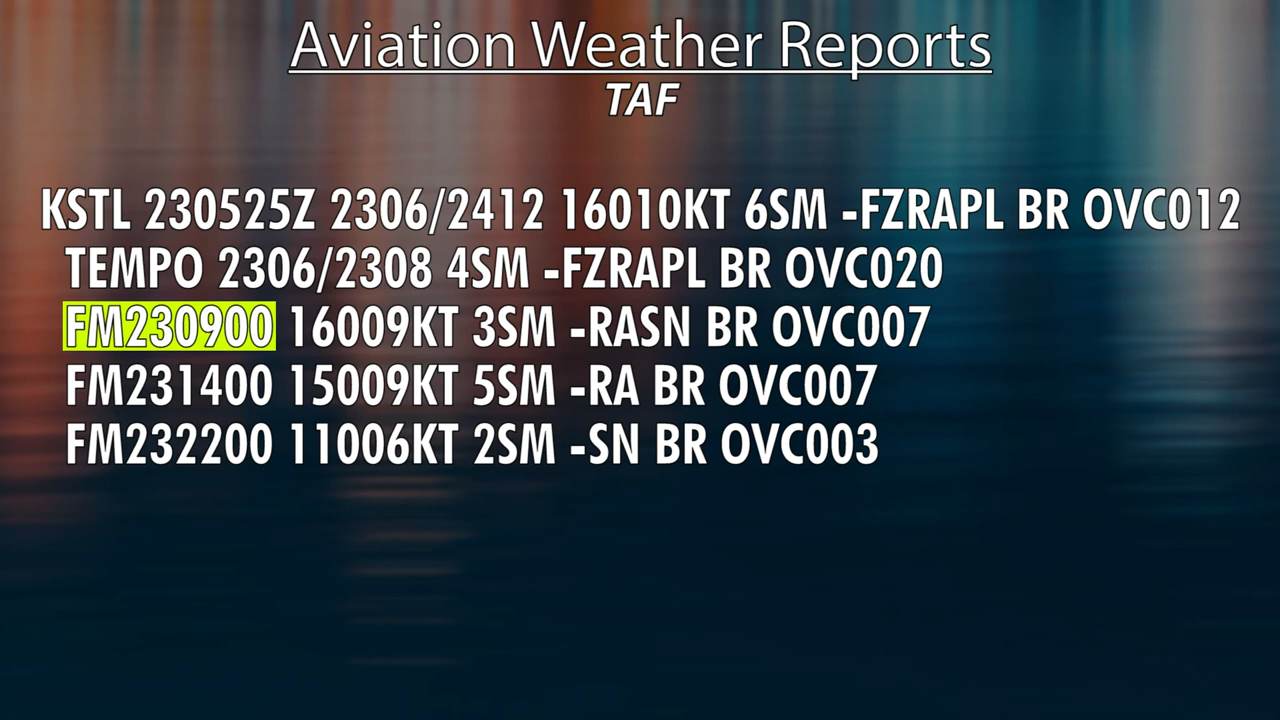 Aviation Weather Reports
TAF
KSTL 230525Z 2306/2412 16010KT 6SM -FZRAPL BR OVC012
TEMPO 2306/2308 4SM -FZRAPL BR OVC020
FM230900 16009KT 3SM -RASN BR OVC007
FM231400 15009KT 5SM -RA BR OVC007
FM232200 11006KT 2SM -SN BR OVC003